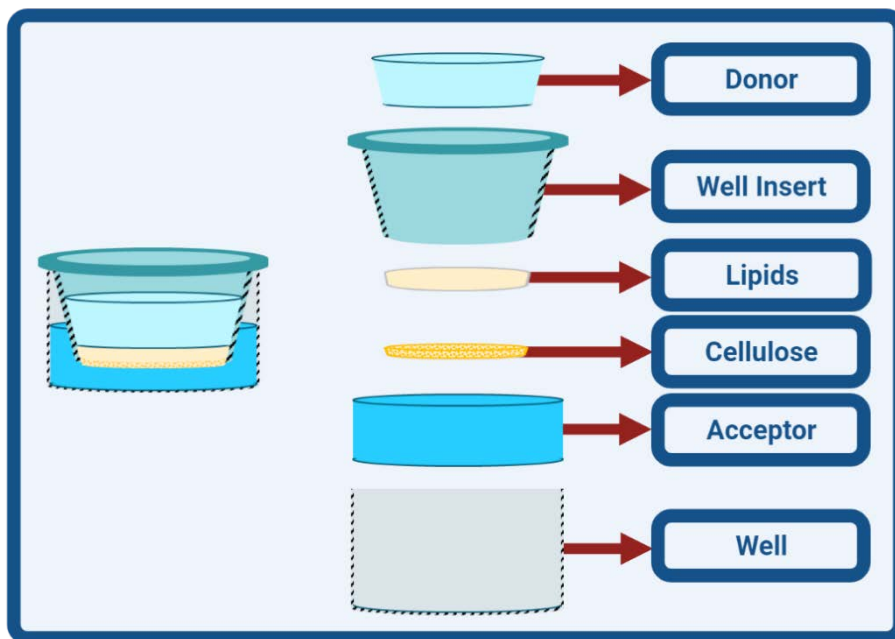 Donor
Well Insert
Lipids
Cellulose
Acceptor
Well